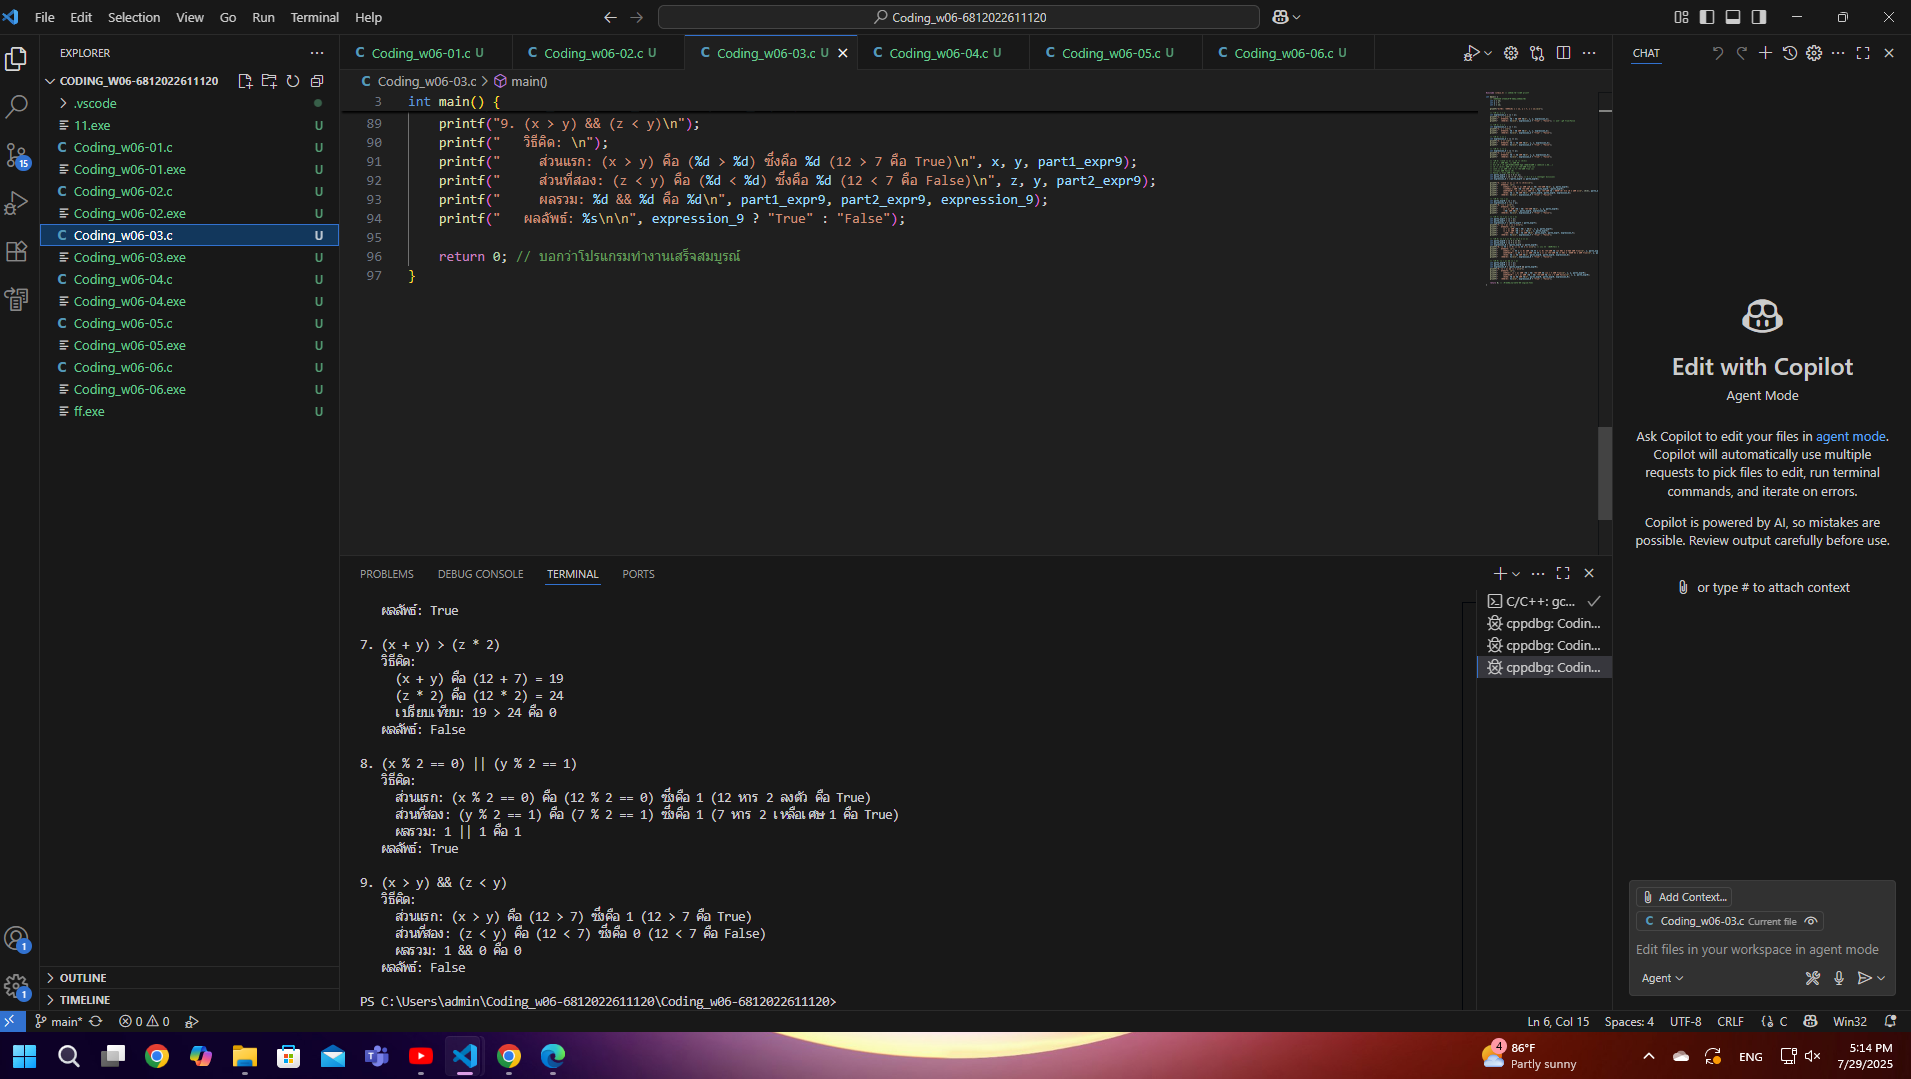 File Edit Selection View Go Run Terminal Help
Coding_w06-6812022611120
EXPLORER
CODING_W06-6812022611120
.vscode
11.exe U
Coding_w06-01.c U
Coding_w06-01.exe U
Coding_w06-02.c U
Coding_w06-02.exe U
Coding_w06-03.c U
Coding_w06-03.exe U
Coding_w06-04.c U
Coding_w06-04.exe U
Coding_w06-05.c U
Coding_w06-05.exe U
Coding_w06-06.c U
Coding_w06-06.exe U
ff.exe U
OUTLINE
TIMELINE
15
1
1
C Coding_w06-01.c U C Coding_w06-02.c U C Coding_w06-03.c U C Coding_w06-04.c U C Coding_w06-05.c U C Coding_w06-06.c U
C Coding_w06-03.c > main()
3 int main() {
89 printf("9. (x > y) && (z < y)\n");
90 printf("   วิธีคิด: \n");
91 printf("     ส่วนแรก: (x > y) คือ (%d > %d) ซึ่งคือ %d (12 > 7 คือ True)\n", x, y, part1_expr9);
92 printf("     ส่วนที่สอง: (z < y) คือ (%d < %d) ซึ่งคือ %d (12 < 7 คือ False)\n", z, y, part2_expr9);
93 printf("     ผลรวม: %d && %d คือ %d\n", part1_expr9, part2_expr9, expression_9);
94 printf("   ผลลัพธ์: %s\n\n", expression_9 ? "True" : "False");
95
96 return 0; // บอกว่าโปรแกรมทำงานเสร็จสมบูรณ์
97 }
PROBLEMS DEBUG CONSOLE TERMINAL PORTS
ผลลัพธ์: True
7. (x + y) > (z * 2)
วิธีคิด:
(x + y) คือ (12 + 7) = 19
(z * 2) คือ (12 * 2) = 24
เปรียบเทียบ: 19 > 24 คือ 0
ผลลัพธ์: False
8. (x % 2 == 0) || (y % 2 == 1)
วิธีคิด:
ส่วนแรก: (x % 2 == 0) คือ (12 % 2 == 0) ซึ่งคือ 1 (12 หาร 2 ลงตัว คือ True)
ส่วนที่สอง: (y % 2 == 1) คือ (7 % 2 == 1) ซึ่งคือ 1 (7 หาร 2 เหลือเศษ 1 คือ True)
ผลรวม: 1 || 1 คือ 1
ผลลัพธ์: True
9. (x > y) && (z < y)
วิธีคิด:
ส่วนแรก: (x > y) คือ (12 > 7) ซึ่งคือ 1 (12 > 7 คือ True)
ส่วนที่สอง: (z < y) คือ (12 < 7) ซึ่งคือ 0 (12 < 7 คือ False)
ผลรวม: 1 && 0 คือ 0
ผลลัพธ์: False
PS C:\Users\admin\Coding_w06-6812022611120\Coding_w06-6812022611120>
C/C++: gc...
cppdbg: Codin...
cppdbg: Codin...
cppdbg: Codin...
CHAT
Edit with Copilot
Agent Mode
Ask Copilot to edit your files in agent mode.
Copilot will automatically use multiple
requests to pick files to edit, run terminal
commands, and iterate on errors.
Copilot is powered by AI, so mistakes are
possible. Review output carefully before use.
or type # to attach context
Add Context...
C Coding_w06-03.c Current file
Edit files in your workspace in agent mode
Agent
main* 0 0
Ln 6, Col 15 Spaces: 4 UTF-8 CRLF C Win32
4 86°F
Partly sunny
ENG
5:14 PM
7/29/2025